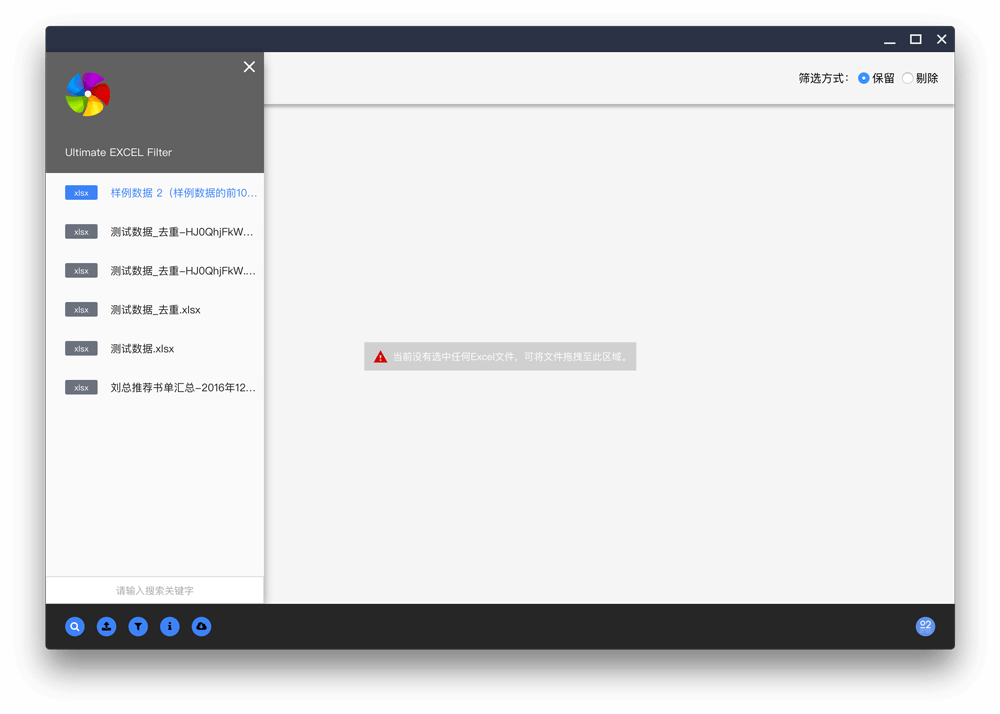 筛选方式: 保留 剔除
Ultimate EXCEL Filter
xlsx 样例数据 2（样例数据的前10...
xlsx 测试数据_去重-HJ0QhjFkW...
xlsx 测试数据_去重-HJ0QhjFkW....
xlsx 测试数据_去重.xlsx
xlsx 测试数据.xlsx
xlsx 刘总推荐书单汇总-2016年12...
当前没有选中任何Excel文件，可将文件拖拽至此区域。
请输入搜索关键字